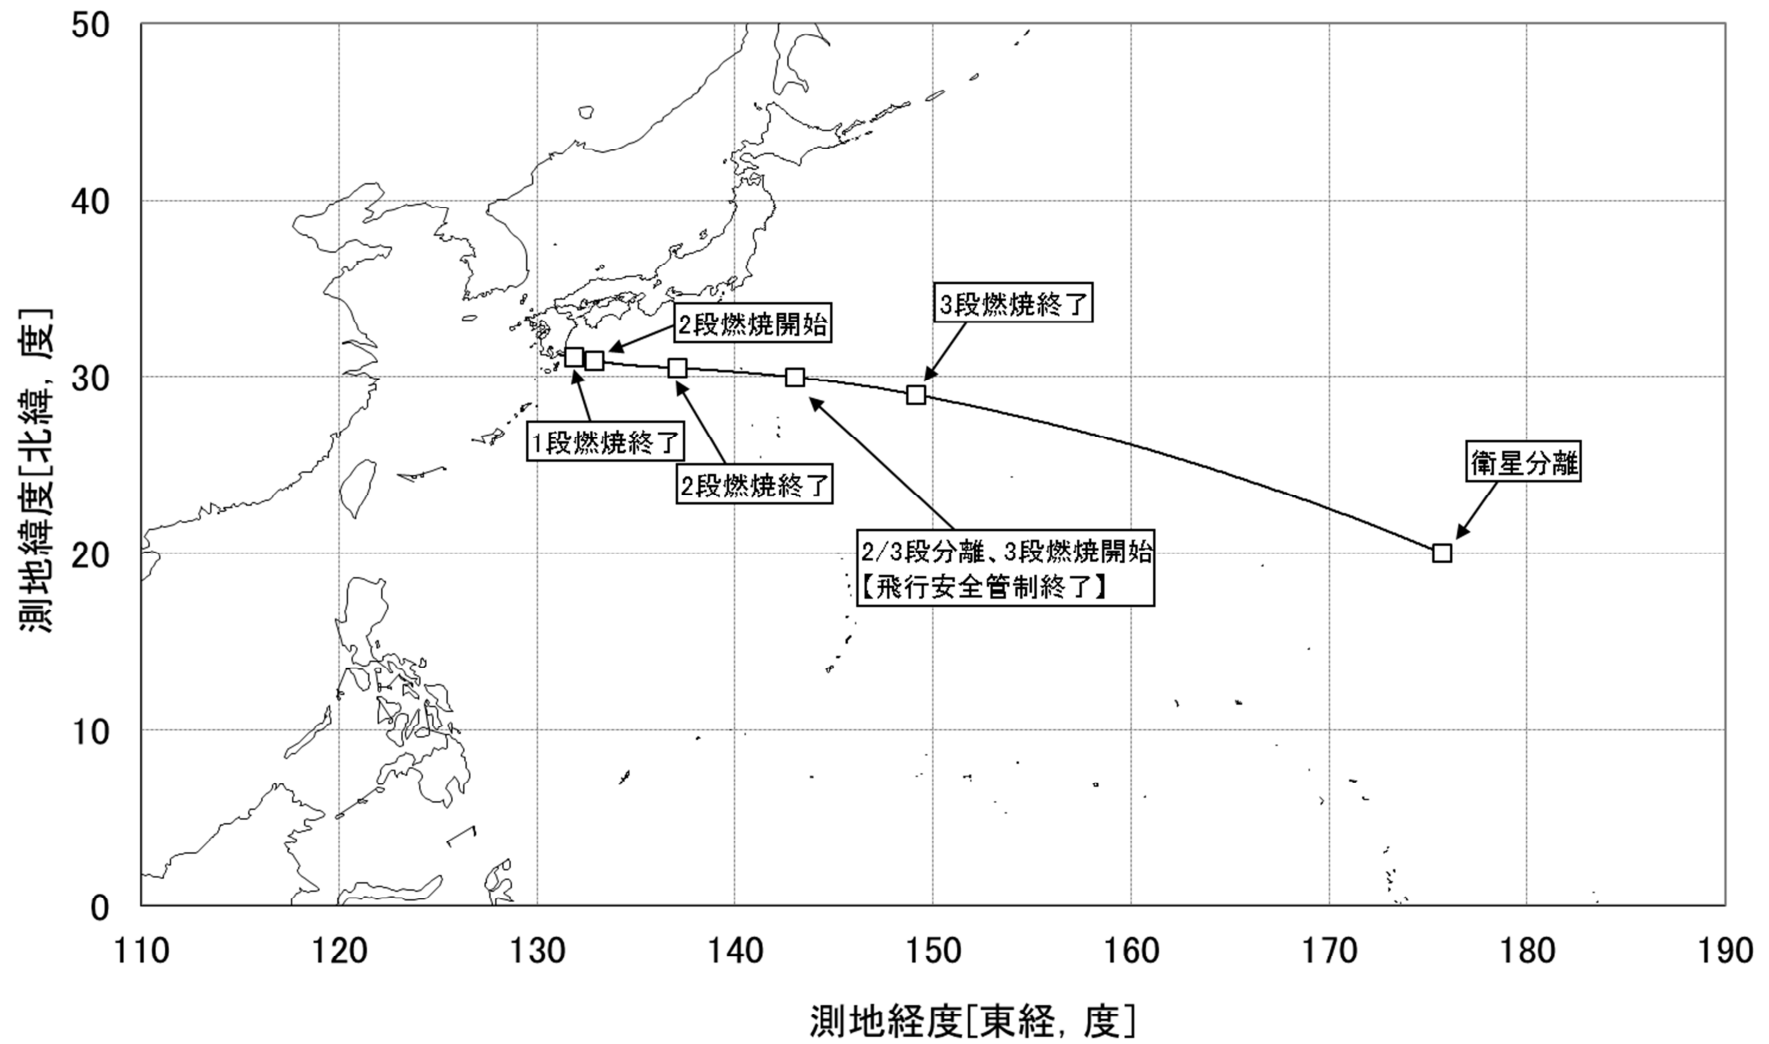 50
40
30
20
10
0
測地緯度[北緯, 度]
3段燃焼終了
2段燃焼開始
1段燃焼終了
2段燃焼終了
衛星分離
2/3段分離、3段燃焼開始
【飛行安全管制終了】
110 120 130 140 150 160 170 180 190
測地経度[東経, 度]